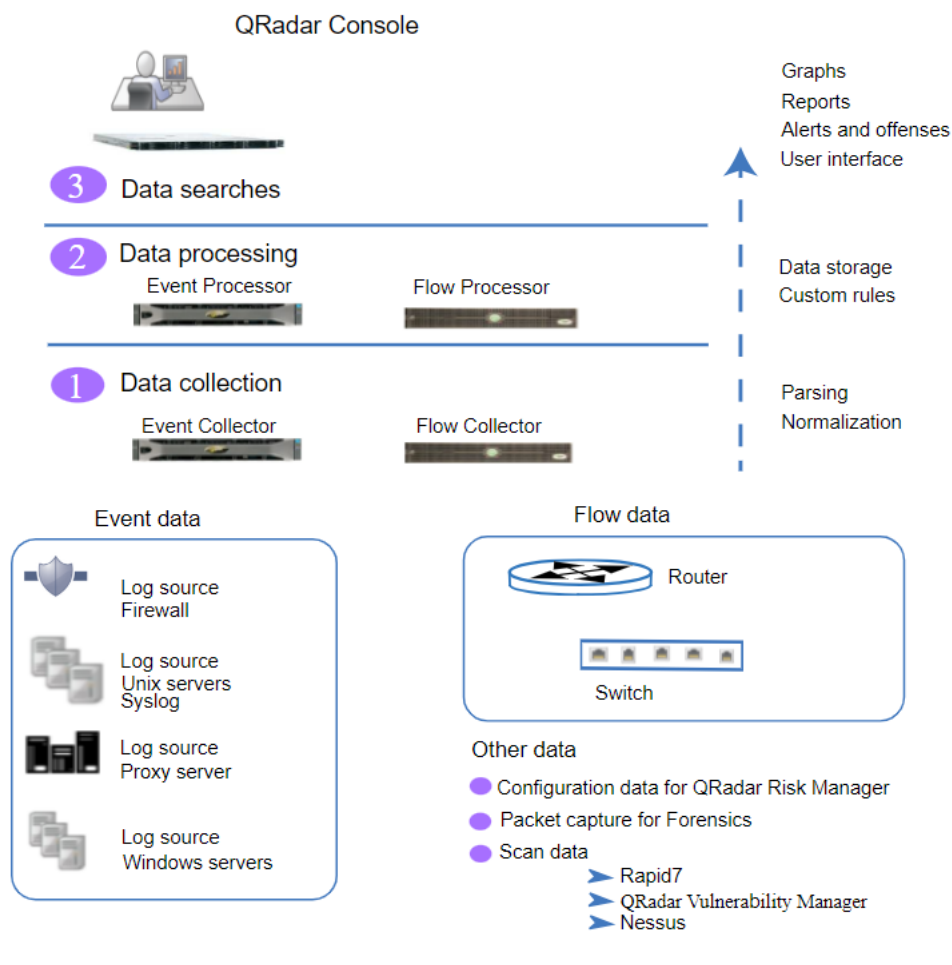 QRadar Console
Graphs
Reports
Alerts and offenses
User interface
3 Data searches
2 Data processing
Event Processor
Flow Processor
Data storage
Custom rules
1 Data collection
Event Collector
Flow Collector
Parsing
Normalization
Event data
Log source
Firewall
Log source
Unix servers
Syslog
Log source
Proxy server
Log source
Windows servers
Flow data
Router
Switch
Other data
Configuration data for QRadar Risk Manager
Packet capture for Forensics
Scan data
Rapid7
QRadar Vulnerability Manager
Nessus